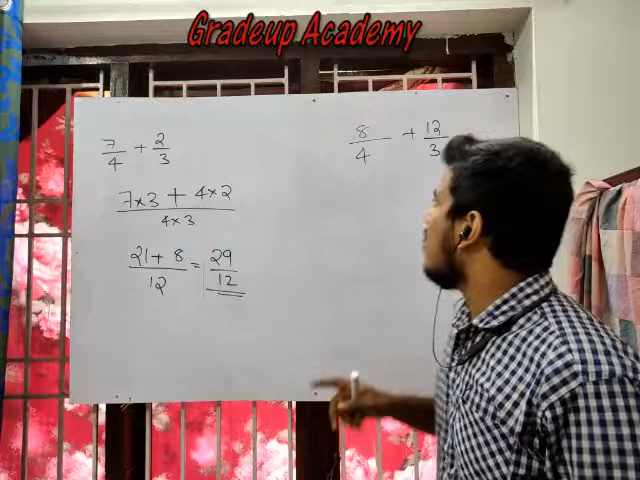 Gradeup Academy
7/4 + 2/3
7×3 + 4×2 / 4×3
21+ 8 / 12 = 29/12
8/4 + 12/3